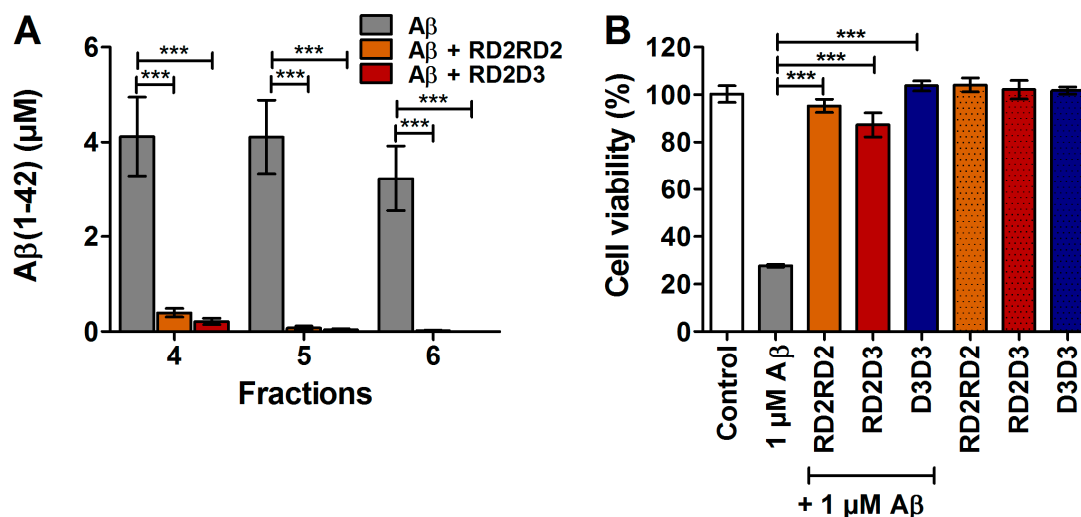 A
Aβ
Aβ + RD2RD2
Aβ + RD2D3
Aβ(1-42) (µM)
6
4
2
0
***
***
***
***
***
***
4
5
6
Fractions
B
Cell viability (%)
120
100
80
60
40
20
0
***
***
***
Control
1 µM Aβ
RD2RD2
RD2D3
D3D3
RD2RD2
RD2D3
D3D3
+ 1 µM Aβ